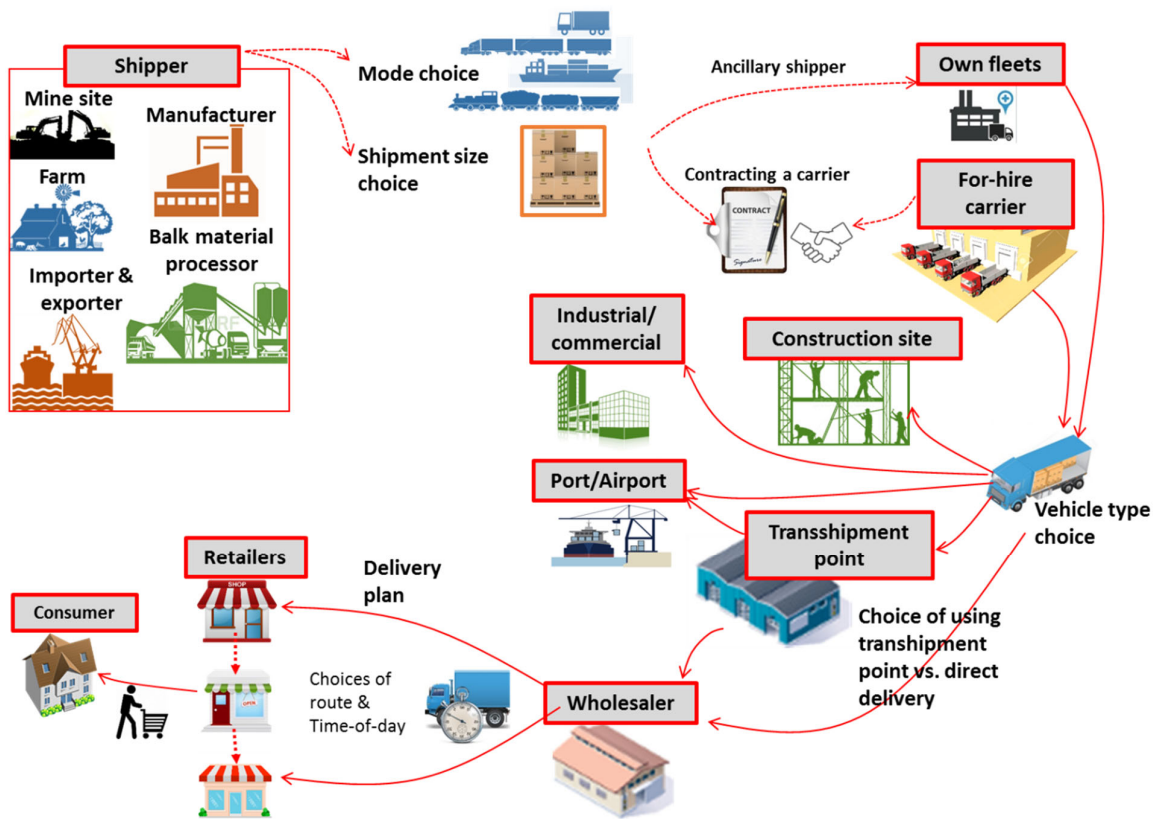 Shipper
Mine site
Manufacturer
Farm
Balk material
processor
Importer &
exporter
Mode choice
Shipment size
choice
Ancillary shipper
Own fleets
Contracting a carrier
CONTRACT
Signature
For-hire
carrier
Industrial/
commercial
Construction site
Port/Airport
Transshipment
point
Vehicle type
choice
Choice of using
transhipment
point vs. direct
delivery
Retailers
SHOP
Delivery
plan
Consumer
OPEN
Choices of
route &
Time-of-day
Wholesaler